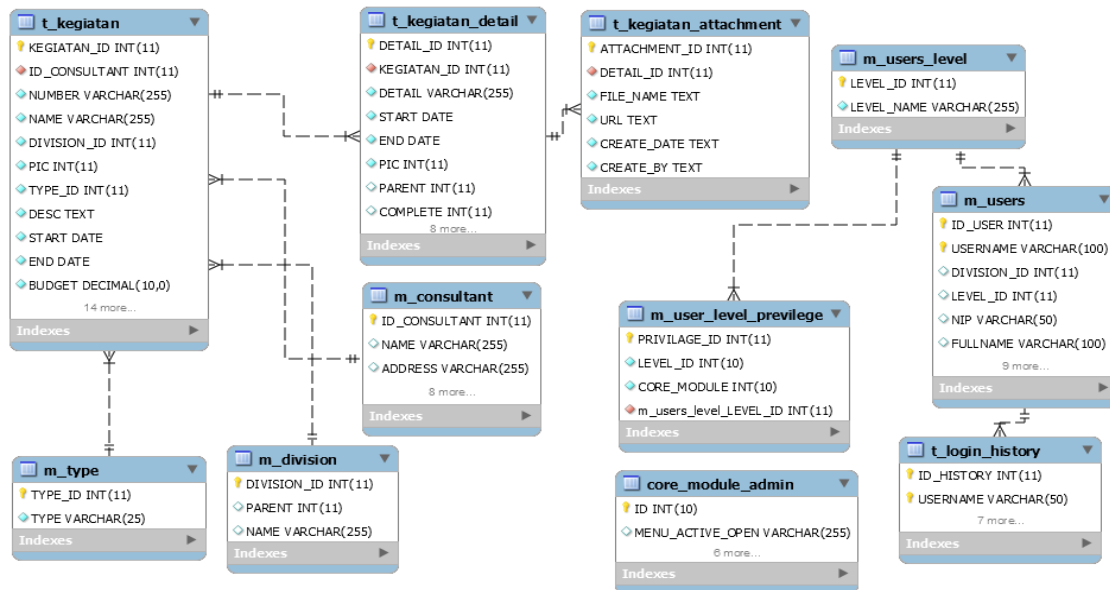 t_kegiatan
KEGIATAN_ID INT(11)
ID_CONSULTANT INT(11)
NUMBER VARCHAR(255)
NAME VARCHAR(255)
DIVISION_ID INT(11)
PIC INT(11)
TYPE_ID INT(11)
DESC TEXT
START DATE
END DATE
BUDGET DECIMAL(10,0)
14 more...
Indexes
t_kegiatan_detail
DETAIL_ID INT(11)
KEGIATAN_ID INT(11)
DETAIL VARCHAR(255)
START DATE
END DATE
PIC INT(11)
PARENT INT(11)
COMPLETE INT(11)
8 more...
Indexes
t_kegiatan_attachment
ATTACHMENT_ID INT(11)
DETAIL_ID INT(11)
FILE_NAME TEXT
URL TEXT
CREATE_DATE TEXT
CREATE_BY TEXT
Indexes
m_users_level
LEVEL_ID INT(11)
LEVEL_NAME VARCHAR(255)
Indexes
m_users
ID_USER INT(11)
USERNAME VARCHAR(100)
DIVISION_ID INT(11)
LEVEL_ID INT(11)
NIP VARCHAR(50)
FULLNAME VARCHAR(100)
9 more...
Indexes
m_consultant
ID_CONSULTANT INT(11)
NAME VARCHAR(255)
ADDRESS VARCHAR(255)
8 more...
Indexes
m_user_level_previlege
PRIVILAGE_ID INT(11)
LEVEL_ID INT(10)
CORE_MODULE INT(10)
m_users_level_LEVEL_ID INT(11)
Indexes
m_type
TYPE_ID INT(11)
TYPE VARCHAR(25)
Indexes
m_division
DIVISION_ID INT(11)
PARENT INT(11)
NAME VARCHAR(255)
Indexes
core_module_admin
ID INT(10)
MENU_ACTIVE_OPEN VARCHAR(255)
6 more...
Indexes
t_login_history
ID_HISTORY INT(11)
USERNAME VARCHAR(50)
7 more...
Indexes